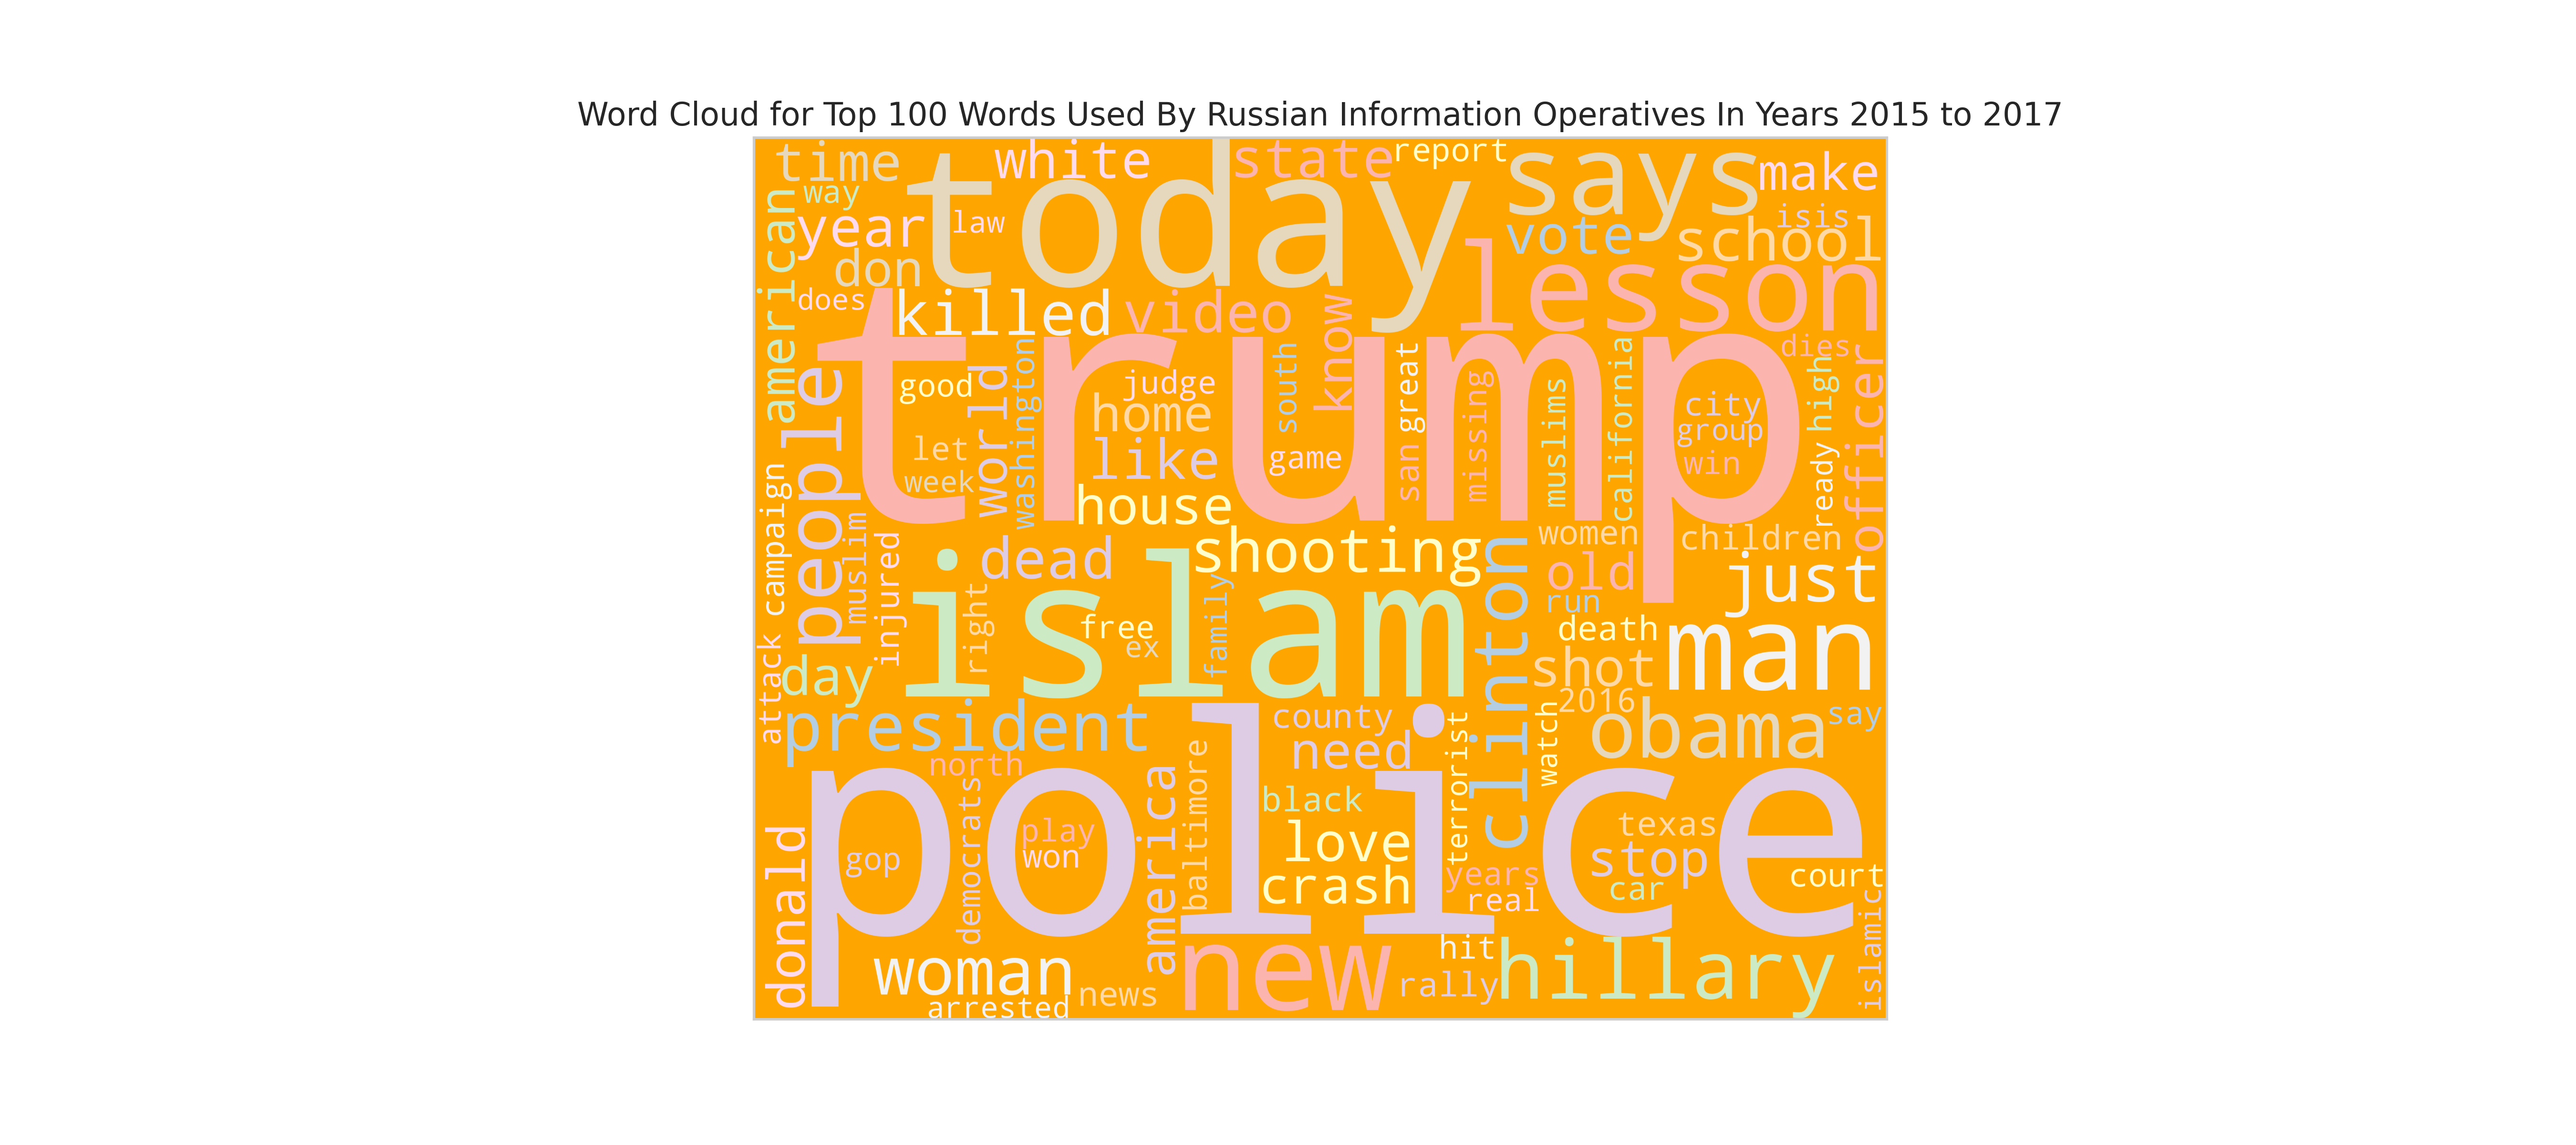 Word Cloud for Top 100 Words Used By Russian Information Operatives In Years 2015 to 2017
time
white
state
report
says
make
today
way
american
year
law
vote
isis
school
don
lesson
does
killed
video
know
trump
people
good
world
washington
judge
home
south
great
missing
muslims
california
dies
high
officer
city
group
win
let
week
like
game
san
ready
house
campaign
muslim
injured
dead
shooting
clinton
women
children
old
run
just
islam
right
free
ex
family
death
shot
man
attack
day
president
2016
obama
say
county
need
terrorist
watch
north
police
democrats
america
baltimore
black
love
crash
play
won
gop
donald
texas
stop
car
court
years
real
islamic
woman
new
hit
rally
hillary
news
arrested